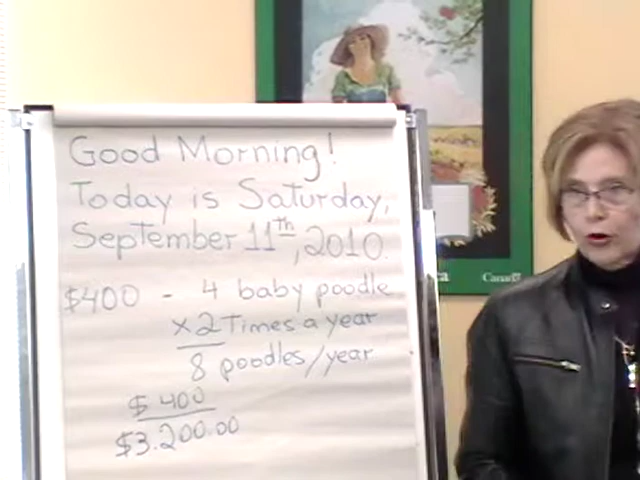 Good Morning!
Today is Saturday,
September 11th, 2010.
$400 - 4 baby poodle
x2 Times a year
8 poodles/year
$ 400
$3.200.00
Canada